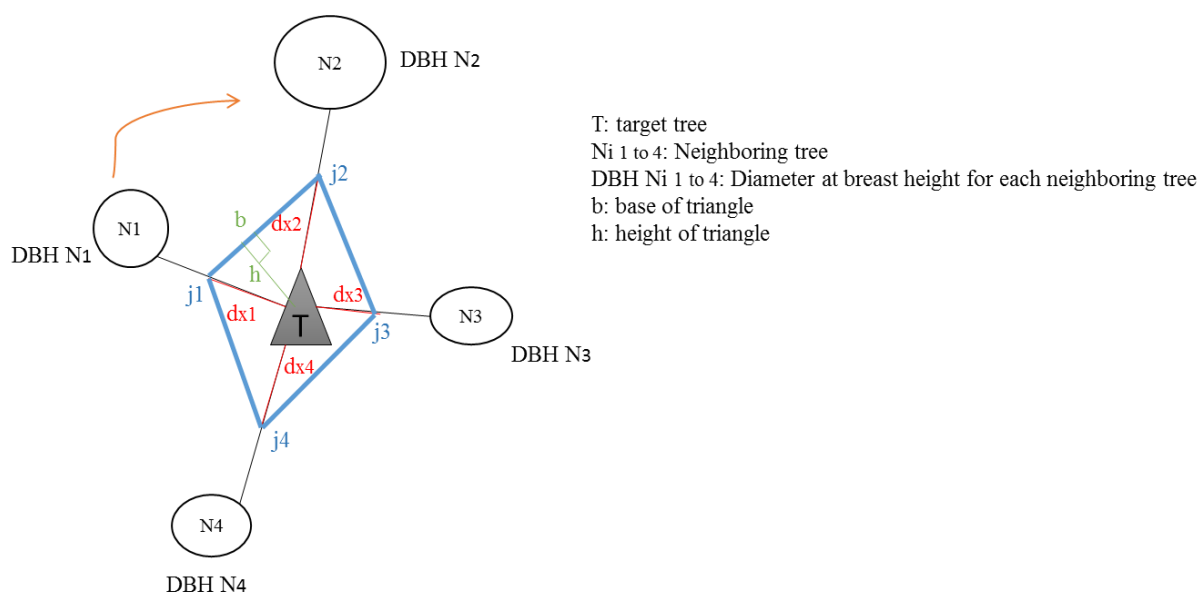 N2
DBH N2
T: target tree
Ni 1 to 4: Neighboring tree
DBH Ni 1 to 4: Diameter at breast height for each neighboring tree
b: base of triangle
h: height of triangle
j2
N1
b
dx2
DBH N1
h
j1
dx1
dx3
T
j3
N3
DBH N3
dx4
j4
N4
DBH N4